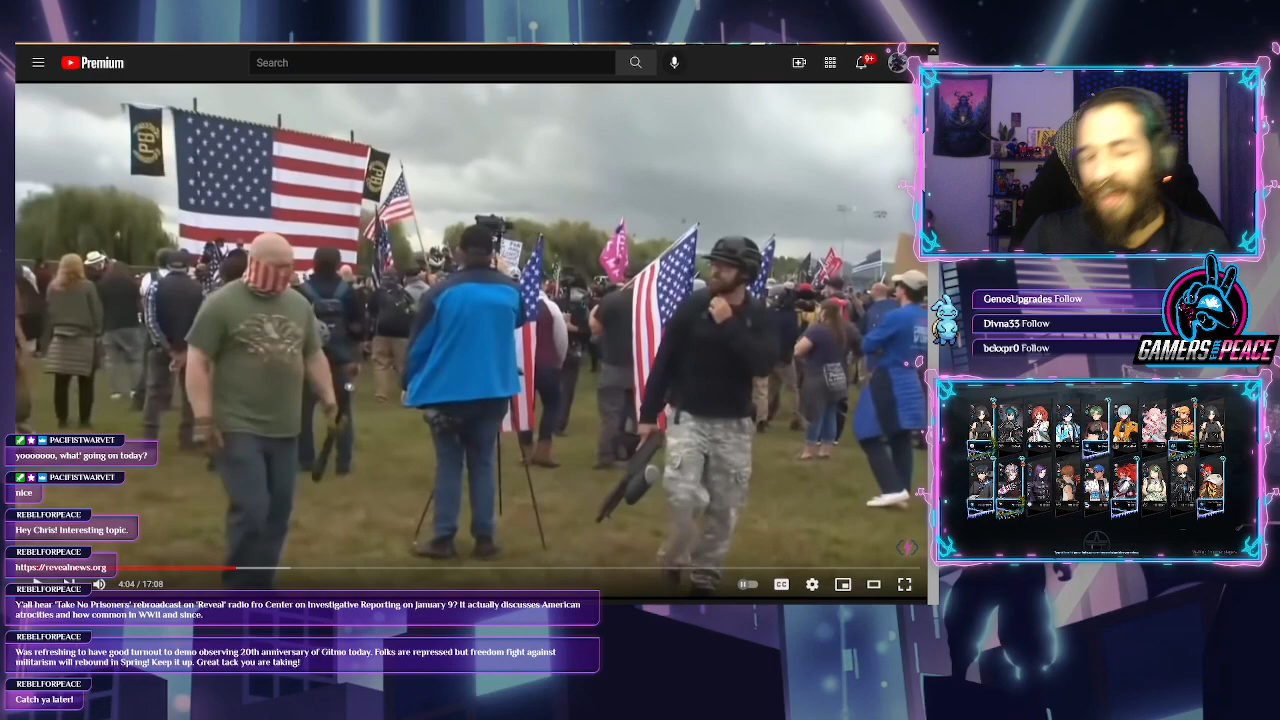 Premium
Search
9+
PB
PB
GenosUpgrades Follow
Divna33 Follow
bckxpr0 Follow
GAMERS FOR PEACE
PACIFISTWARVET
yooooooo, what' going on today?
PACIFISTWARVET
nice
REBELFORPEACE
Hey Chris! Interesting topic.
REBELFORPEACE
https://revealnews.org
4:04 / 17:08
CC
REBELFORPEACE
Y'all hear 'Take No Prisoners' rebroadcast on 'Reveal' radio fro Center on Investigative Reporting on January 9? It actually discusses American
atrocities and how common in WWII and since.
REBELFORPEACE
Was refreshing to have good turnout to demo observing 20th anniversary of Gitmo today. Folks are repressed but freedom fight against
militarism will rebound in Spring! Keep it up. Great tack you are taking!
REBELFORPEACE
Catch ya later!